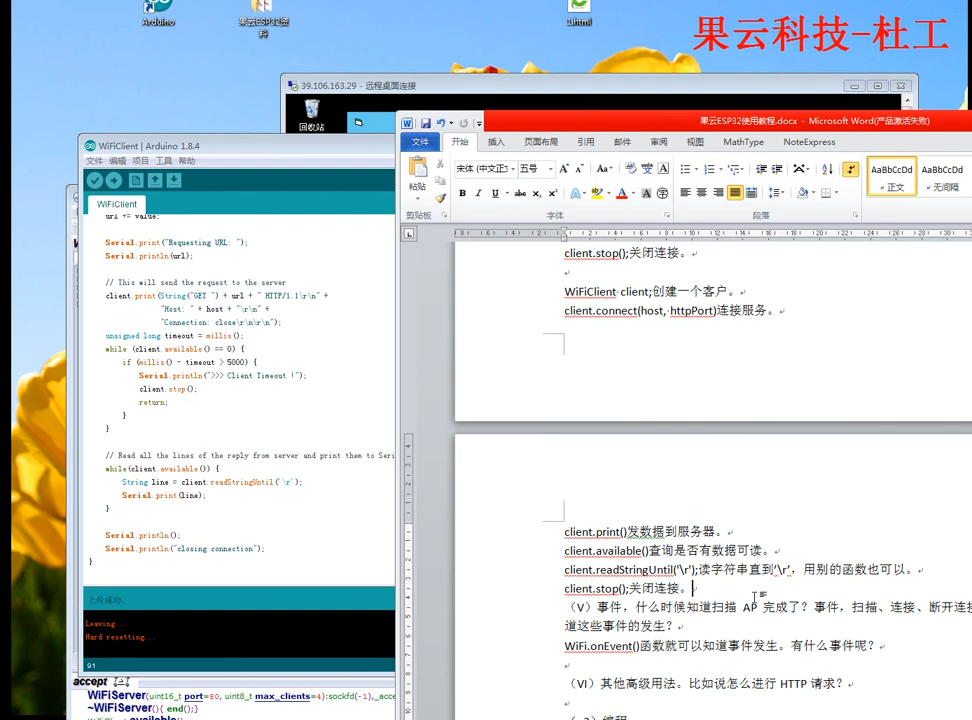 果云科技-杜工
Arduino
果云ESP32资
料
1.html
39.106.163.29 - 远程桌面连接
回收站
WiFiClient | Arduino 1.8.4
文件 编辑 项目 工具 帮助
WiFiClient
url += value;
Serial.print("Requesting URL: ");
Serial.println(url);
// This will send the request to the server
client.print(String("GET ") + url + " HTTP/1.1\r\n" +
"Host: " + host + "\r\n" +
"Connection: close\r\n\r\n");
unsigned long timeout = millis();
while (client.available() == 0) {
if (millis() - timeout > 5000) {
Serial.println(">>> Client Timeout !");
client.stop();
return;
}
}
// Read all the lines of the reply from server and print them to Seri
while(client.available()) {
String line = client.readStringUntil('\r');
Serial.print(line);
}
Serial.println();
Serial.println("closing connection");
}
上传成功。
Leaving...
Hard resetting...
91
accept
WiFiServer(uint16_t port=80, uint8_t max_clients=4):sockfd(-1),_acce
~WiFiServer(){ end();}
果云ESP32使用教程.docx - Microsoft Word(产品激活失败)
文件 开始 插入 页面布局 引用 邮件 审阅 视图 MathType NoteExpress
粘贴
宋体 (中文正 五号
AaBbCcDd AaBbCcDd
正文 无间隔
剪贴板 字体 段落
client.stop();关闭连接。
WiFiClient client;创建一个客户。
client.connect(host, httpPort)连接服务。
client.print()发数据到服务器。
client.available()查询是否有数据可读。
client.readStringUntil('\r');读字符串直到'\r'，用别的函数也可以。
client.stop();关闭连接。
（V）事件，什么时候知道扫描 AP 完成了？事件，扫描、连接、断开连接
道这些事件的发生？
WiFi.onEvent()函数就可以知道事件发生。有什么事件呢？
（VI）其他高级用法。比如说怎么进行 HTTP 请求？